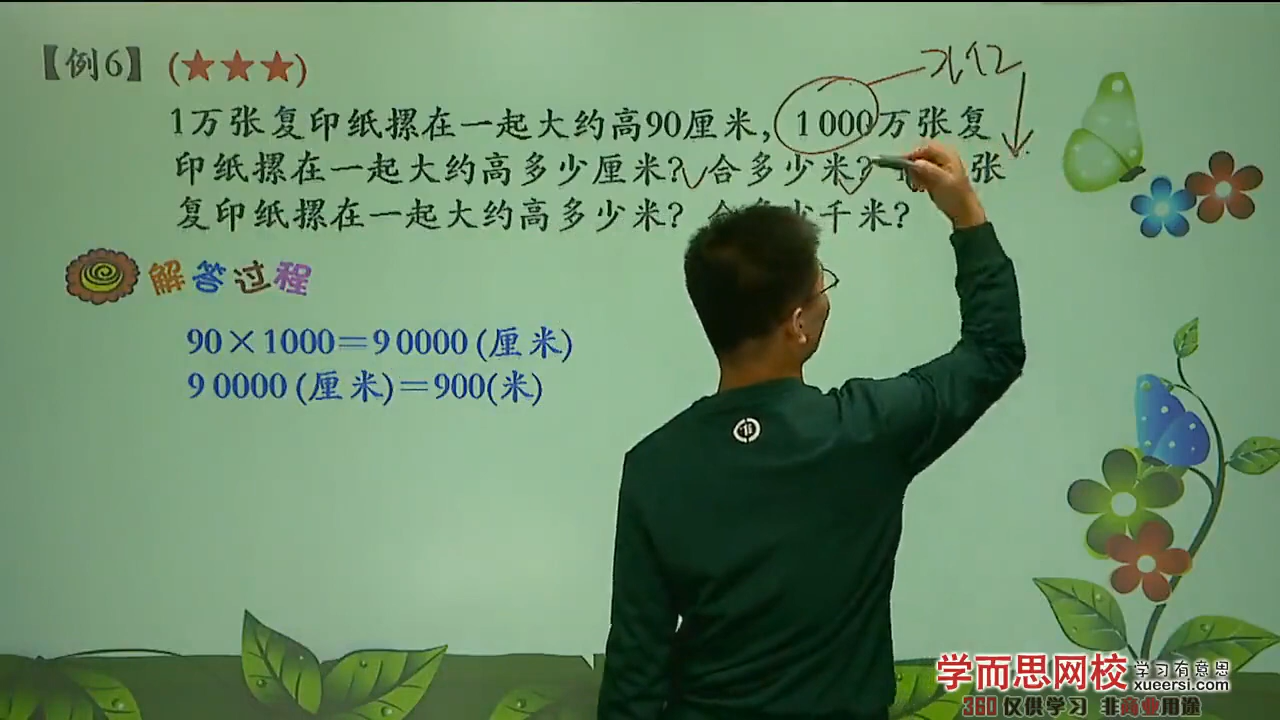 【例6】(★★★)
1万张复印纸摞在一起大约高90厘米，1000万张复
印纸摞在一起大约高多少厘米？合多少米？ 张
复印纸摞在一起大约高多少米？合多少千米？
解答过程
90×1000=90000(厘米)
90000(厘米)=900(米)
学而思网校 学习有意思
xueersi.com
360 仅供学习 非商业用途